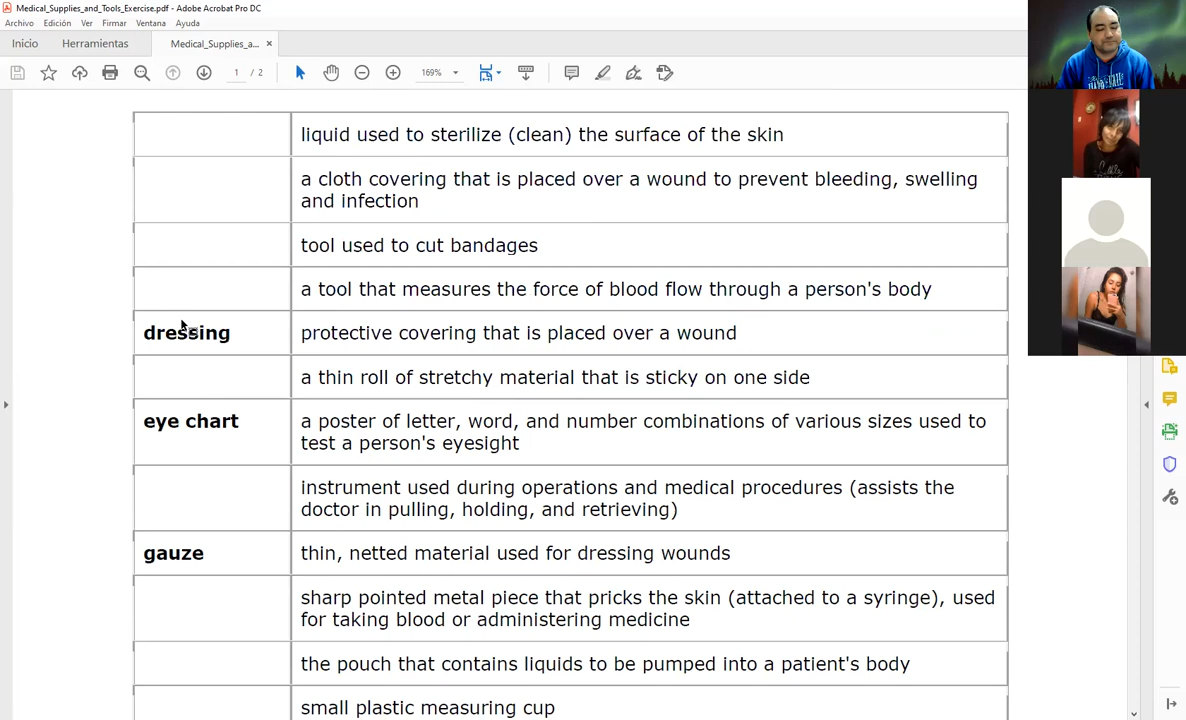 Medical_Supplies_and_Tools_Exercise.pdf - Adobe Acrobat Pro DC
Archivo Edición Ver Firmar Ventana Ayuda
Inicio Herramientas Medical_Supplies_a... ×
1 / 2 169%
liquid used to sterilize (clean) the surface of the skin
a cloth covering that is placed over a wound to prevent bleeding, swelling
and infection
tool used to cut bandages
a tool that measures the force of blood flow through a person's body
dressing protective covering that is placed over a wound
a thin roll of stretchy material that is sticky on one side
eye chart a poster of letter, word, and number combinations of various sizes used to
test a person's eyesight
instrument used during operations and medical procedures (assists the
doctor in pulling, holding, and retrieving)
gauze thin, netted material used for dressing wounds
sharp pointed metal piece that pricks the skin (attached to a syringe), used
for taking blood or administering medicine
the pouch that contains liquids to be pumped into a patient's body
small plastic measuring cup